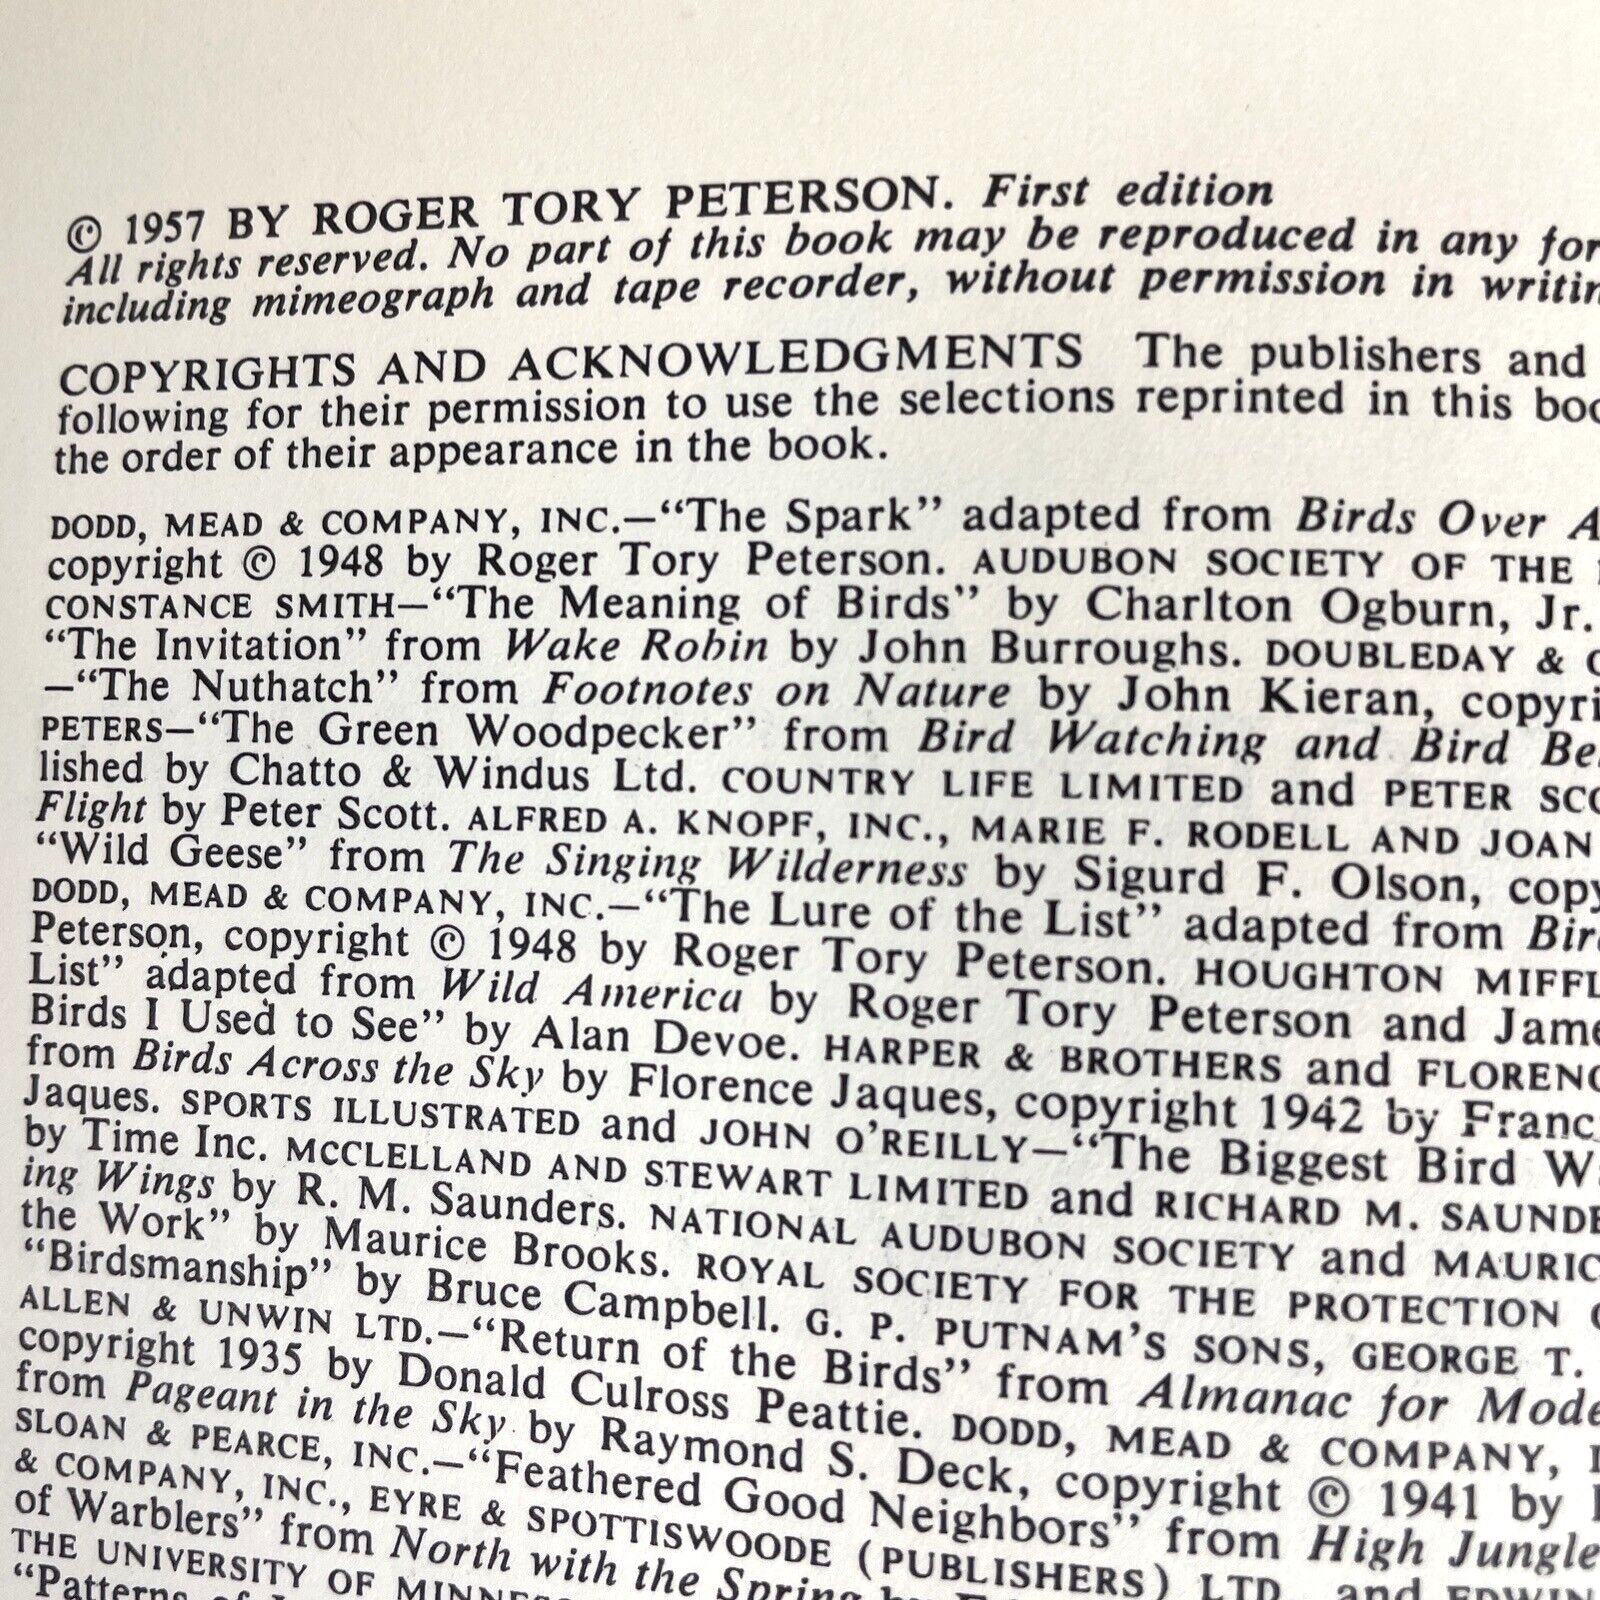 © 1957 BY ROGER TORY PETERSON. First edition
All rights reserved. No part of this book may be reproduced in any for
including mimeograph and tape recorder, without permission in writin
COPYRIGHTS AND ACKNOWLEDGMENTS The publishers and
following for their permission to use the selections reprinted in this boo
the order of their appearance in the book.
DODD, MEAD & COMPANY, INC.—“The Spark” adapted from Birds Over A
copyright © 1948 by Roger Tory Peterson. AUDUBON SOCIETY OF THE
CONSTANCE SMITH—“The Meaning of Birds” by Charlton Ogburn, Jr.
“The Invitation” from Wake Robin by John Burroughs. DOUBLEDAY & C
—“The Nuthatch” from Footnotes on Nature by John Kieran, copyri
PETERS—“The Green Woodpecker” from Bird Watching and Bird Be
lished by Chatto & Windus Ltd. COUNTRY LIFE LIMITED and PETER SCO
Flight by Peter Scott. ALFRED A. KNOPF, INC., MARIE F. RODELL AND JOAN
“Wild Geese” from The Singing Wilderness by Sigurd F. Olson, copy
DODD, MEAD & COMPANY, INC.—“The Lure of the List” adapted from Bir
Peterson, copyright © 1948 by Roger Tory Peterson. HOUGHTON MIFFL
List” adapted from Wild America by Roger Tory Peterson and Jame
Birds I Used to See” by Alan Devoe. HARPER & BROTHERS and FLORENC
from Birds Across the Sky by Florence Jaques, copyright 1942 by Franc
Jaques. SPORTS ILLUSTRATED and JOHN O'REILLY—“The Biggest Bird W
by Time Inc. MCCLELLAND AND STEWART LIMITED and RICHARD M. SAUNDE
ing Wings by R. M. Saunders. NATIONAL AUDUBON SOCIETY and MAURIC
the Work” by Maurice Brooks. ROYAL SOCIETY FOR THE PROTECTION O
“Birdsmanship” by Bruce Campbell. G. P. PUTNAM'S SONS, GEORGE T.
ALLEN & UNWIN LTD.—“Return of the Birds” from Almanac for Mode
copyright 1935 by Donald Culross Peattie. DODD, MEAD & COMPANY, I
from Pageant in the Sky by Raymond S. Deck, copyright © 1941 by
SLOAN & PEARCE, INC.—“Feathered Good Neighbors” from High Jungle
& COMPANY, INC., EYRE & SPOTTISWOODE (PUBLISHERS) LTD. and EDWIN
of Warblers” from North with the Spring by
THE UNIVERSITY OF MINNES
“Patterns of